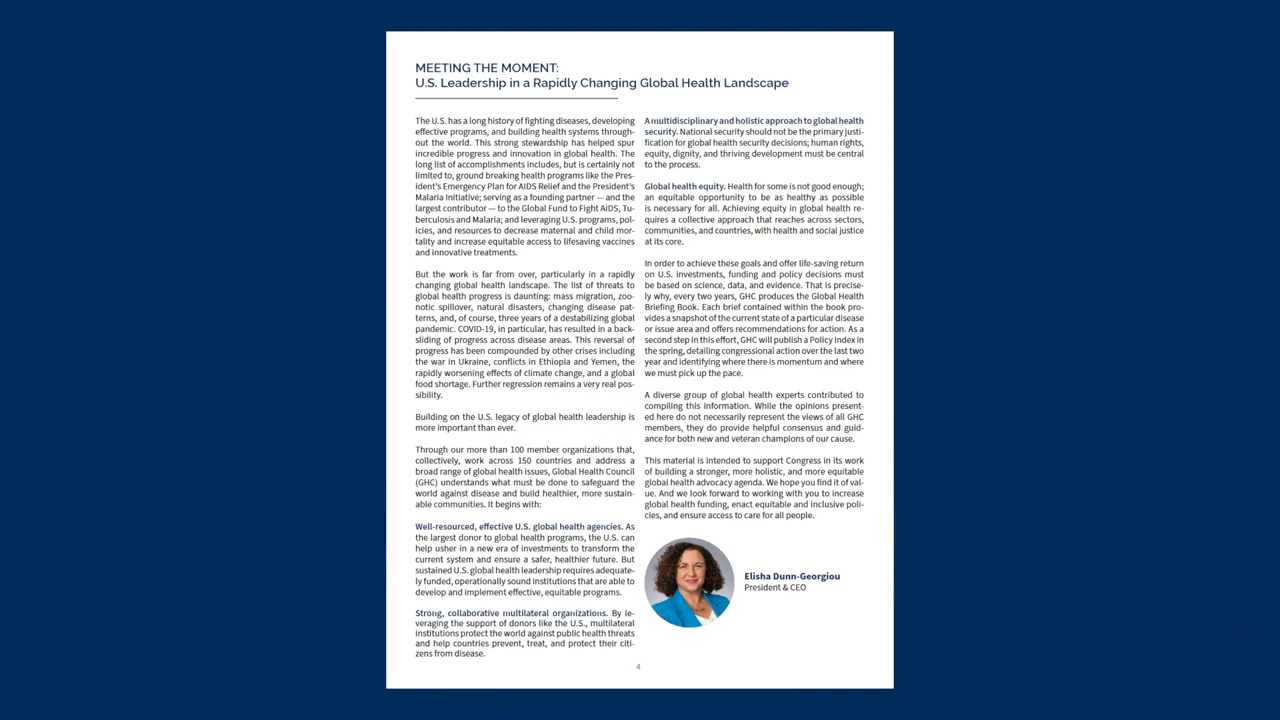 MEETING THE MOMENT:
U.S. Leadership in a Rapidly Changing Global Health Landscape
The U.S. has a long history of fighting diseases, developing
effective programs, and building health systems through-
out the world. This strong stewardship has helped spur
incredible progress and innovation in global health. The
long list of accomplishments includes, but is certainly not
limited to, ground breaking health programs like the Pres-
ident's Emergency Plan for AIDS Relief and the President's
Malaria Initiative; serving as a founding partner — and the
largest contributor — to the Global Fund to Fight AIDS, Tu-
berculosis and Malaria; and leveraging U.S. programs, pol-
icies, and resources to decrease maternal and child mor-
tality and increase equitable access to lifesaving vaccines
and innovative treatments.
But the work is far from over, particularly in a rapidly
changing global health landscape. The list of threats to
global health progress is daunting: mass migration, zoo-
notic spillover, natural disasters, changing disease pat-
terns, and, of course, three years of a destabilizing global
pandemic. COVID-19, in particular, has resulted in a back-
sliding of progress across disease areas. This reversal of
progress has been compounded by other crises including
the war in Ukraine, conflicts in Ethiopia and Yemen, the
rapidly worsening effects of climate change, and a global
food shortage. Further regression remains a very real pos-
sibility.
Building on the U.S. legacy of global health leadership is
more important than ever.
Through our more than 100 member organizations that,
collectively, work across 150 countries and address a
broad range of global health issues, Global Health Council
(GHC) understands what must be done to safeguard the
world against disease and build healthier, more sustain-
able communities. It begins with:
Well-resourced, effective U.S. global health agencies. As
the largest donor to global health programs, the U.S. can
help usher in a new era of investments to transform the
current system and ensure a safer, healthier future. But
sustained U.S. global health leadership requires adequate-
ly funded, operationally sound institutions that are able to
develop and implement effective, equitable programs.
Strong, collaborative multilateral organizations. By le-
veraging the support of donors like the U.S., multilateral
institutions protect the world against public health threats
and help countries prevent, treat, and protect their citi-
zens from disease.
A multidisciplinary and holistic approach to global health
security. National security should not be the primary justi-
fication for global health security decisions; human rights,
equity, dignity, and thriving development must be central
to the process.
Global health equity. Health for some is not good enough;
an equitable opportunity to be as healthy as possible
is necessary for all. Achieving equity in global health re-
quires a collective approach that reaches across sectors,
communities, and countries, with health and social justice
at its core.
In order to achieve these goals and offer life-saving return
on U.S. investments, funding and policy decisions must
be based on science, data, and evidence. That is precise-
ly why, every two years, GHC produces the Global Health
Briefing Book. Each brief contained within the book pro-
vides a snapshot of the current state of a particular disease
or issue area and offers recommendations for action. As a
second step in this effort, GHC will publish a Policy Index in
the spring, detailing congressional action over the last two
year and identifying where there is momentum and where
we must pick up the pace.
A diverse group of global health experts contributed to
compiling this information. While the opinions present-
ed here do not necessarily represent the views of all GHC
members, they do provide helpful consensus and guid-
ance for both new and veteran champions of our cause.
This material is intended to support Congress in its work
of building a stronger, more holistic, and more equitable
global health advocacy agenda. We hope you find it of val-
ue. And we look forward to working with you to increase
global health funding, enact equitable and inclusive poli-
cies, and ensure access to care for all people.
Elisha Dunn-Georgiou
President & CEO
4